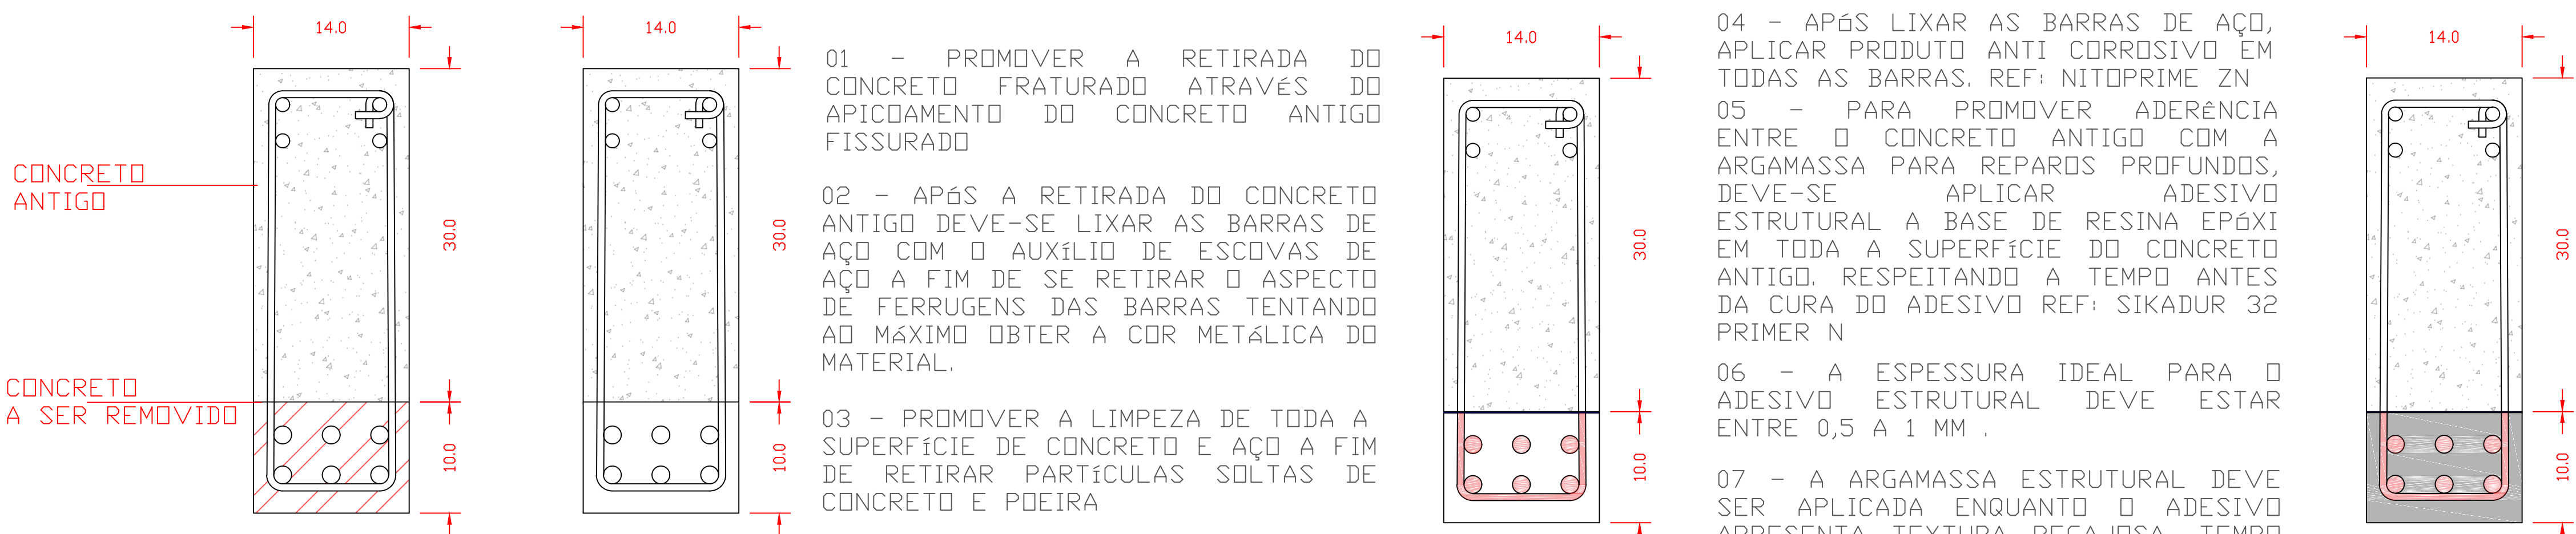 14.0
CONCRETO
ANTIGO
30.0
CONCRETO
A SER REMOVIDO
10.0
14.0
30.0
10.0
01 - PROMOVER A RETIRADA DO
CONCRETO FRATURADO ATRAVÉS DO
APICOAMENTO DO CONCRETO ANTIGO
FISSURADO
02 - APóS A RETIRADA DO CONCRETO
ANTIGO DEVE-SE LIXAR AS BARRAS DE
AÇO COM O AUXíLIO DE ESCOVAS DE
AÇO A FIM DE SE RETIRAR O ASPECTO
DE FERRUGENS DAS BARRAS TENTANDO
AO MáXIMO OBTER A COR METáLICA DO
MATERIAL.
03 - PROMOVER A LIMPEZA DE TODA A
SUPERFíCIE DE CONCRETO E AÇO A FIM
DE RETIRAR PARTíCULAS SOLTAS DE
CONCRETO E POEIRA
14.0
30.0
10.0
04 - APóS LIXAR AS BARRAS DE AÇO,
APLICAR PRODUTO ANTI CORROSIVO EM
TODAS AS BARRAS. REF: NITOPRIME ZN
05 - PARA PROMOVER ADERÊNCIA
ENTRE O CONCRETO ANTIGO COM A
ARGAMASSA PARA REPAROS PROFUNDOS,
DEVE-SE APLICAR ADESIVO
ESTRUTURAL A BASE DE RESINA EPóXI
EM TODA A SUPERFíCIE DO CONCRETO
ANTIGO. RESPEITANDO A TEMPO ANTES
DA CURA DO ADESIVO REF: SIKADUR 32
PRIMER N
06 - A ESPESSURA IDEAL PARA O
ADESIVO ESTRUTURAL DEVE ESTAR
ENTRE 0,5 A 1 MM .
07 - A ARGAMASSA ESTRUTURAL DEVE
SER APLICADA ENQUANTO O ADESIVO
APRESENTA TEXTURA PEGAJOSA. TEMPO
14.0
30.0
10.0